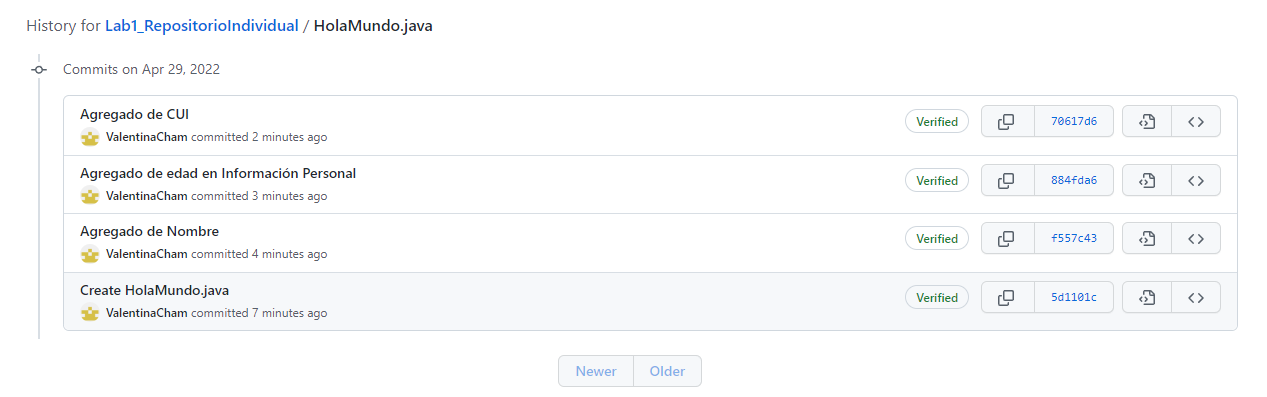 History for Lab1_RepositorioIndividual / HolaMundo.java
Commits on Apr 29, 2022
Agregado de CUI
ValentinaCham committed 2 minutes ago
Verified
70617d6
Agregado de edad en Información Personal
ValentinaCham committed 3 minutes ago
Verified
884fda6
Agregado de Nombre
ValentinaCham committed 4 minutes ago
Verified
f557c43
Create HolaMundo.java
ValentinaCham committed 7 minutes ago
Verified
5d1101c
Newer Older